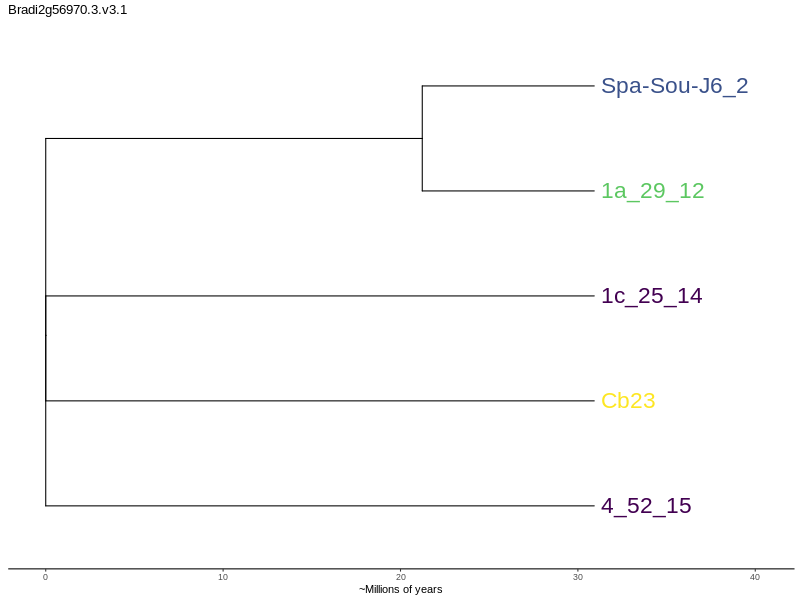 Bradi2g56970.3.v3.1
Spa-Sou-J6_2
1a_29_12
1c_25_14
Cb23
4_52_15
0 10 20 30 40
~Millions of years